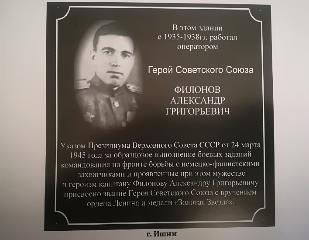 В этом здании
с 1935-1938гг. работал
оператором
Герой Советского Союза
ФИЛОНОВ
АЛЕКСАНДР
ГРИГОРЬЕВИЧ
Указом Президиума Верховного Совета СССР от 24 марта
1945 года за образцовое выполнение боевых заданий
командования на фронте борьбы с немецко-фашистскими
захватчиками и проявленные при этом мужество
и героизм капитану Филонову Александру Григорьевичу
присвоено звание Героя Советского Союза с вручением
ордена Ленина и медали «Золотая Звезда».
г. Ишим